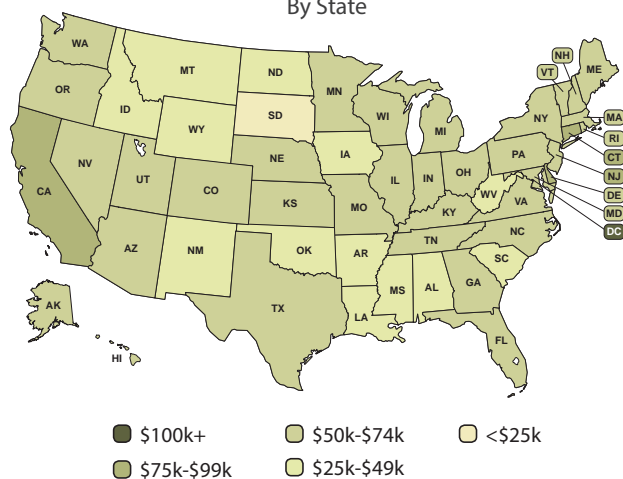 By State
WA
MT
ND
MN
OR
ID
SD
WI
MI
NH
VT
ME
WY
NY
MA
RI
CT
NJ
DE
MD
DC
NV
NE
IA
PA
UT
CO
IL
IN
OH
WV
VA
CA
KS
MO
KY
NC
AZ
NM
OK
AR
TN
SC
TX
LA
MS
AL
GA
FL
AK
HI
$100k+
$50k-$74k
<$25k
$75k-$99k
$25k-$49k